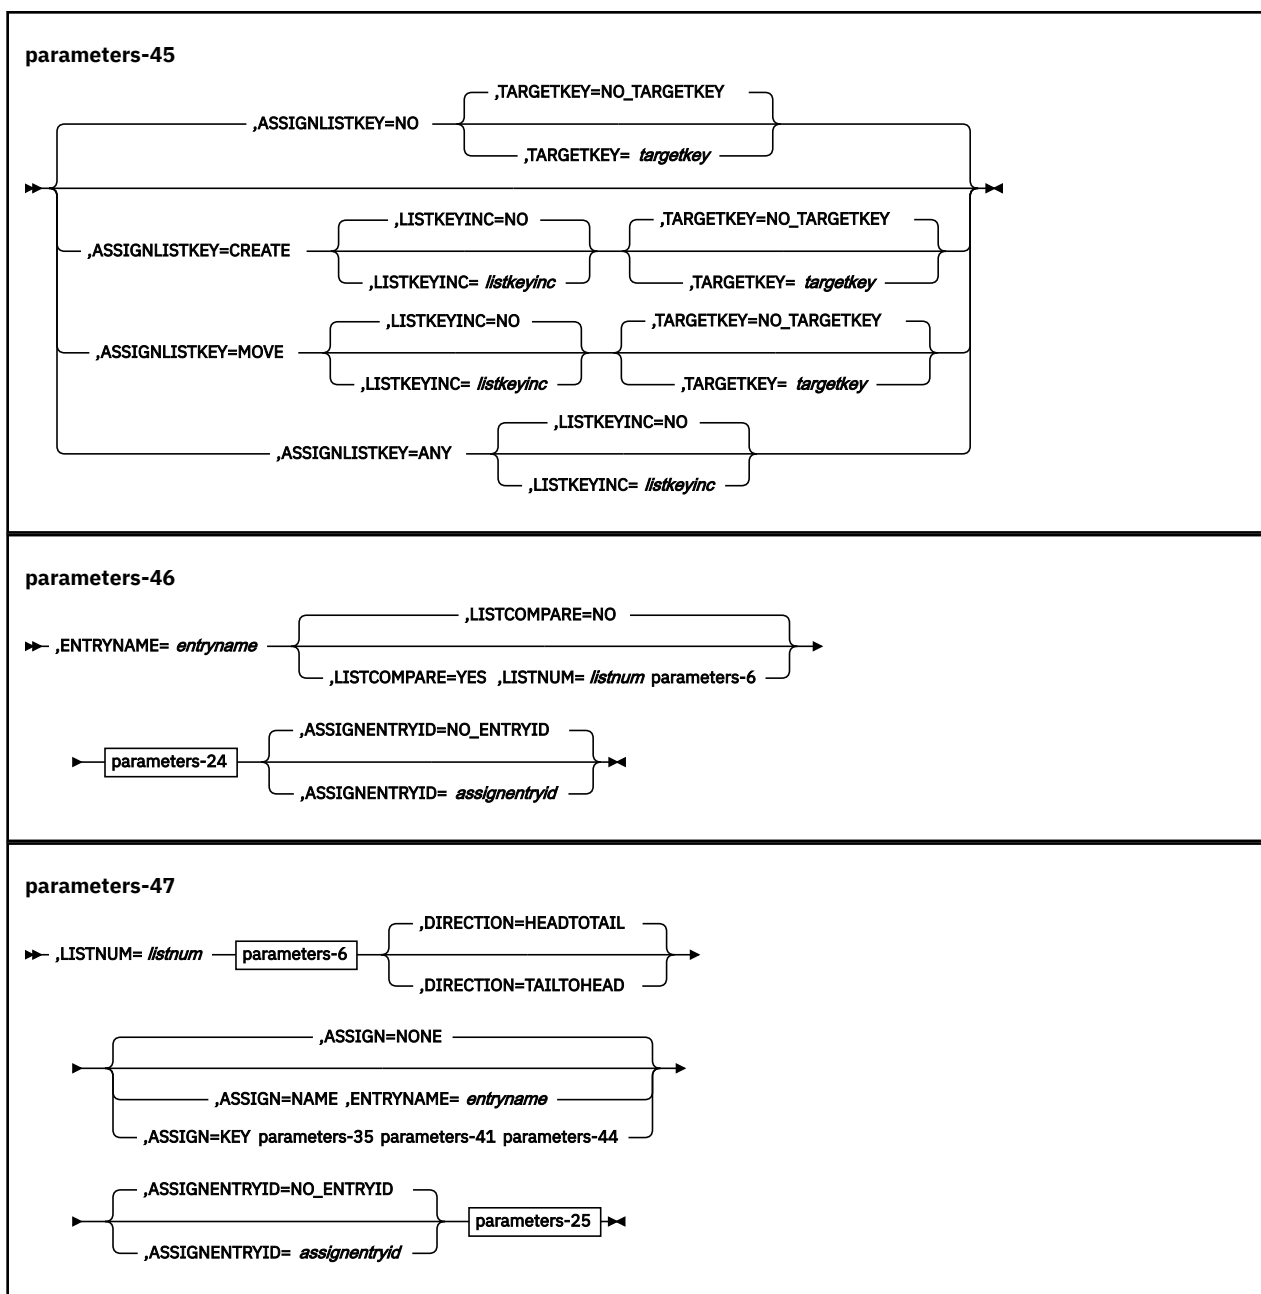 parameters-45
,TARGETKEY=NO_TARGETKEY
,ASSIGNLISTKEY=NO
,TARGETKEY= targetkey
,LISTKEYINC=NO ,TARGETKEY=NO_TARGETKEY
,ASSIGNLISTKEY=CREATE
,LISTKEYINC= listkeyinc ,TARGETKEY= targetkey
,LISTKEYINC=NO ,TARGETKEY=NO_TARGETKEY
,ASSIGNLISTKEY=MOVE
,LISTKEYINC= listkeyinc ,TARGETKEY= targetkey
,LISTKEYINC=NO
,ASSIGNLISTKEY=ANY
,LISTKEYINC= listkeyinc
parameters-46
,LISTCOMPARE=NO
,ENTRYNAME= entryname
,LISTCOMPARE=YES ,LISTNUM= listnum parameters-6
,ASSIGNENTRYID=NO_ENTRYID
parameters-24
,ASSIGNENTRYID= assignentryid
parameters-47
,DIRECTION=HEADTOTAIL
,LISTNUM= listnum parameters-6
,DIRECTION=TAILTOHEAD
,ASSIGN=NONE
,ASSIGN=NAME ,ENTRYNAME= entryname
,ASSIGN=KEY parameters-35 parameters-41 parameters-44
,ASSIGNENTRYID=NO_ENTRYID
parameters-25
,ASSIGNENTRYID= assignentryid